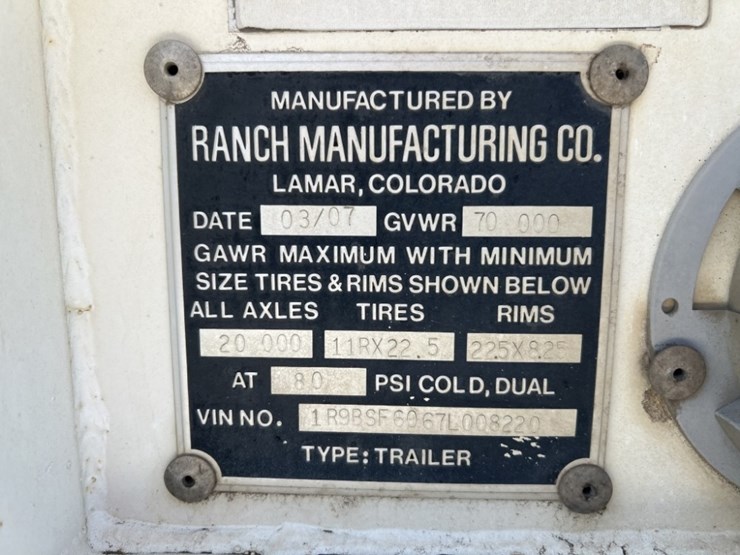 MANUFACTURED BY
RANCH MANUFACTURING CO.
LAMAR, COLORADO
DATE 03/07 GVWR 70 000
GAWR MAXIMUM WITH MINIMUM
SIZE TIRES & RIMS SHOWN BELOW
ALL AXLES TIRES RIMS
20 000 11RX22.5 225X8.25
AT 80 PSI COLD, DUAL
VIN NO. 1R9BSF6067L008220
TYPE: TRAILER